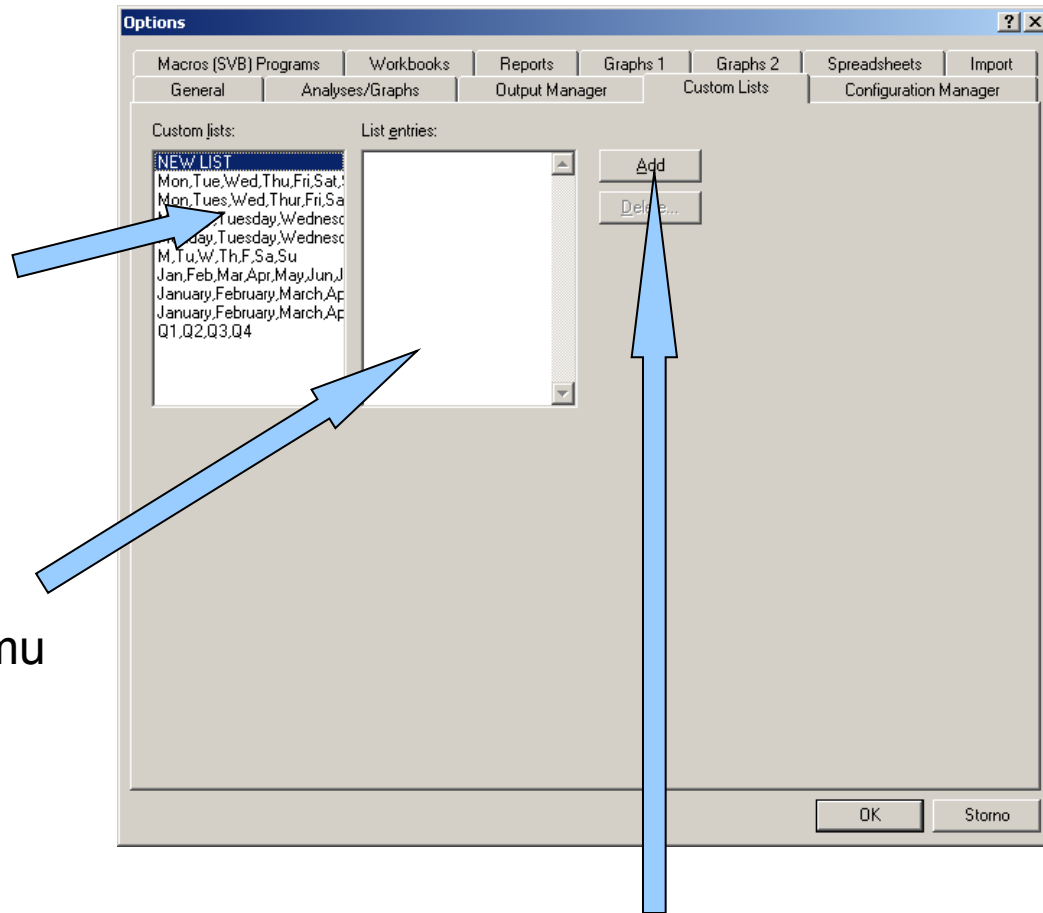 Options
Macros (SVB) Programs Workbooks Reports Graphs 1 Graphs 2 Spreadsheets Import
General Analyses/Graphs Output Manager Custom Lists Configuration Manager
Custom lists: List entries:
NEW LIST
Mon,Tue,Wed,Thu,Fri,Sat,
Mon,Tues,Wed,Thur,Fri,Sa
Tuesday,Wednesd
Tuesday,Wednesd
M,Tu,W,Th,F,Sa,Su
Jan,Feb,Mar,Apr,May,Jun,J
January,February,March,Ap
January,February,March,Ap
Q1,Q2,Q3,Q4
Add
Delete...
mu
OK Storno